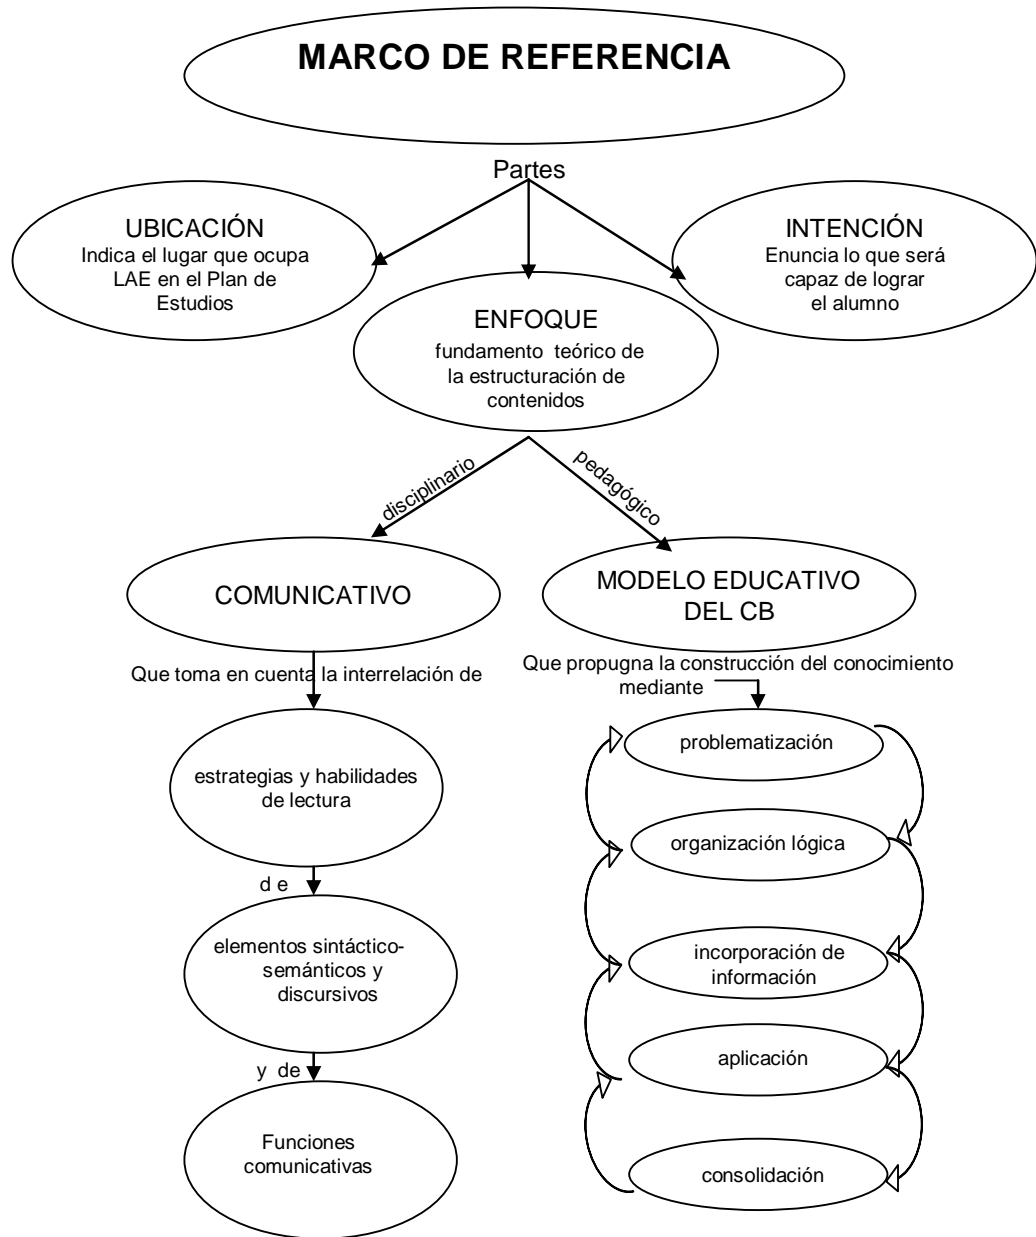 MARCO DE REFERENCIA
Partes
UBICACIÓN
Indica el lugar que ocupa
LAE en el Plan de
Estudios
INTENCIÓN
Enuncia lo que será
capaz de lograr
el alumno
ENFOQUE
fundamento teórico de
la estructuración de
contenidos
disciplinario
pedagógico
COMUNICATIVO
MODELO EDUCATIVO
DEL CB
Que toma en cuenta la interrelación de
Que propugna la construcción del conocimiento
mediante
estrategias y habilidades
de lectura
d e
elementos sintáctico-
semánticos y
discursivos
y de
Funciones
comunicativas
problematización
organización lógica
incorporación de
información
aplicación
consolidación